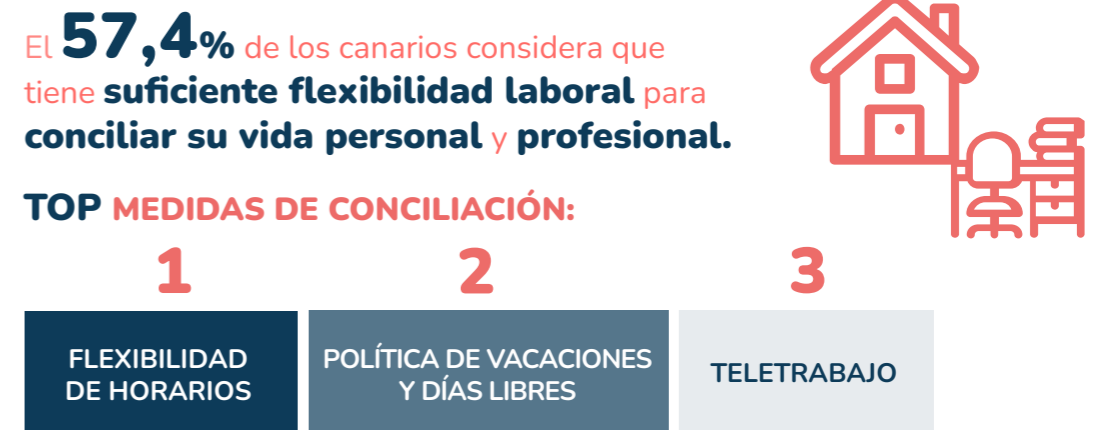 El 57,4% de los canarios considera que
tiene suficiente flexibilidad laboral para
conciliar su vida personal y profesional.
TOP MEDIDAS DE CONCILIACIÓN:
1
2
3
FLEXIBILIDAD
DE HORARIOS
POLÍTICA DE VACACIONES
Y DÍAS LIBRES
TELETRABAJO